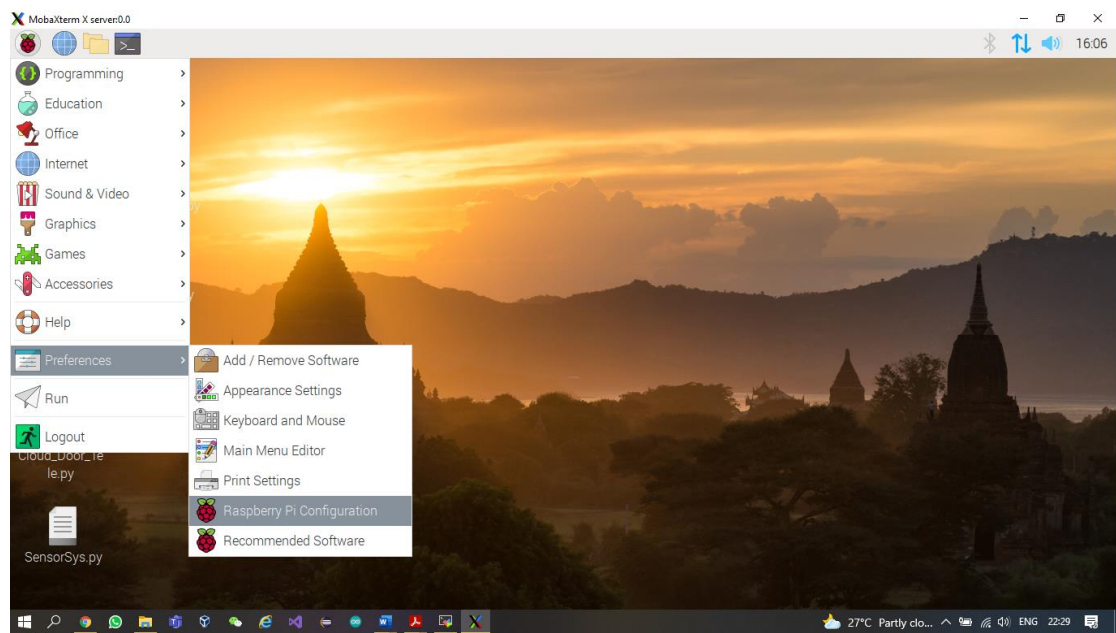 MobaXterm X server:0.0
16:06
Programming
Education
Office
Internet
Sound & Video
Graphics
Games
Accessories
Help
Preferences
Run
Logout
Add / Remove Software
Appearance Settings
Keyboard and Mouse
Main Menu Editor
Print Settings
Raspberry Pi Configuration
Recommended Software
Cloud_Door_Te
le.py
SensorSys.py
27°C Partly clo...
ENG
22:29